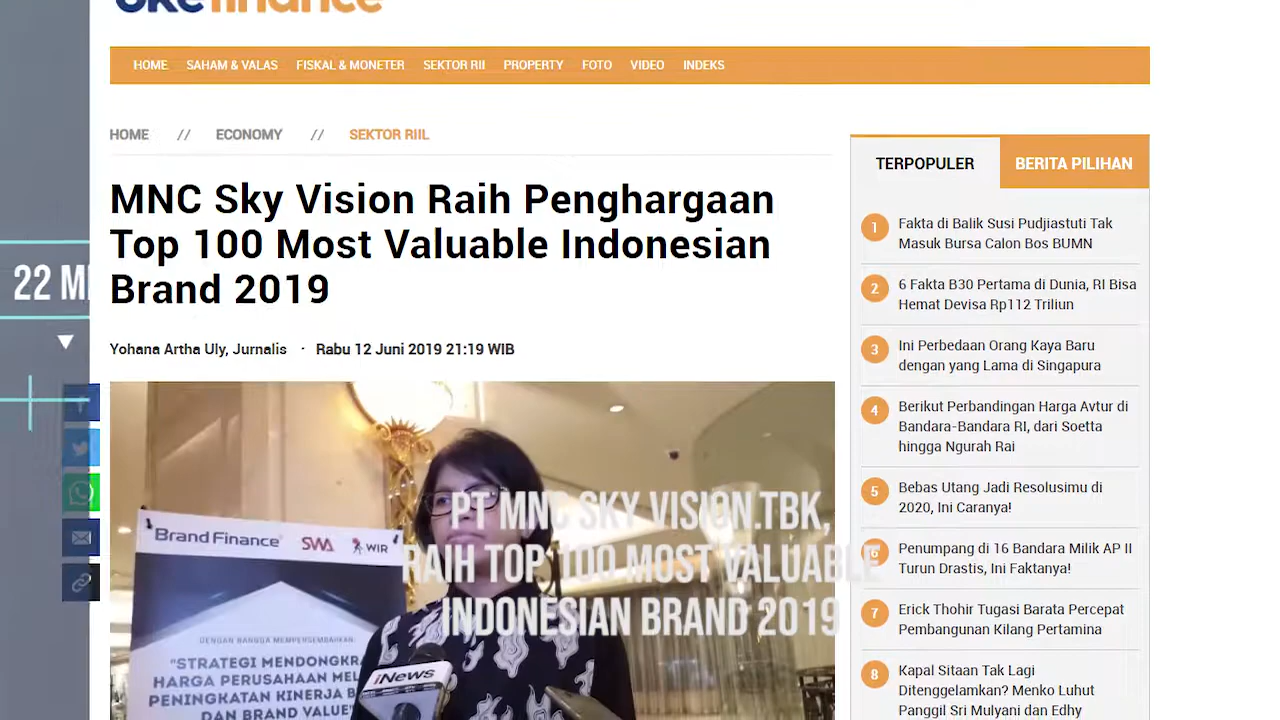 okefinance
HOME SAHAM & VALAS FISKAL & MONETER SEKTOR RII PROPERTY FOTO VIDEO INDEKS
HOME // ECONOMY // SEKTOR RIIL
MNC Sky Vision Raih Penghargaan
Top 100 Most Valuable Indonesian
Brand 2019
Yohana Artha Uly, Jurnalis · Rabu 12 Juni 2019 21:19 WIB
22 M
BrandFinance SWA WIR
DENGAN BANGGA MEMPERSEMBAHKAN
"STRATEGI MENDONGKRA
HARGA PERUSAHAAN MEL
PENINGKATAN KINERJA B
DAN BRAND VALUE"
iNews
PT MNC SKY VISION.TBK,
RAIH TOP 100 MOST VALUABLE
INDONESIAN BRAND 2019
TERPOPULER BERITA PILIHAN
1 Fakta di Balik Susi Pudjiastuti Tak
Masuk Bursa Calon Bos BUMN
2 6 Fakta B30 Pertama di Dunia, RI Bisa
Hemat Devisa Rp112 Triliun
3 Ini Perbedaan Orang Kaya Baru
dengan yang Lama di Singapura
4 Berikut Perbandingan Harga Avtur di
Bandara-Bandara RI, dari Soetta
hingga Ngurah Rai
5 Bebas Utang Jadi Resolusimu di
2020, Ini Caranya!
6 Penumpang di 16 Bandara Milik AP II
Turun Drastis, Ini Faktanya!
7 Erick Thohir Tugasi Barata Percepat
Pembangunan Kilang Pertamina
8 Kapal Sitaan Tak Lagi
Ditenggelamkan? Menko Luhut
Panggil Sri Mulyani dan Edhy